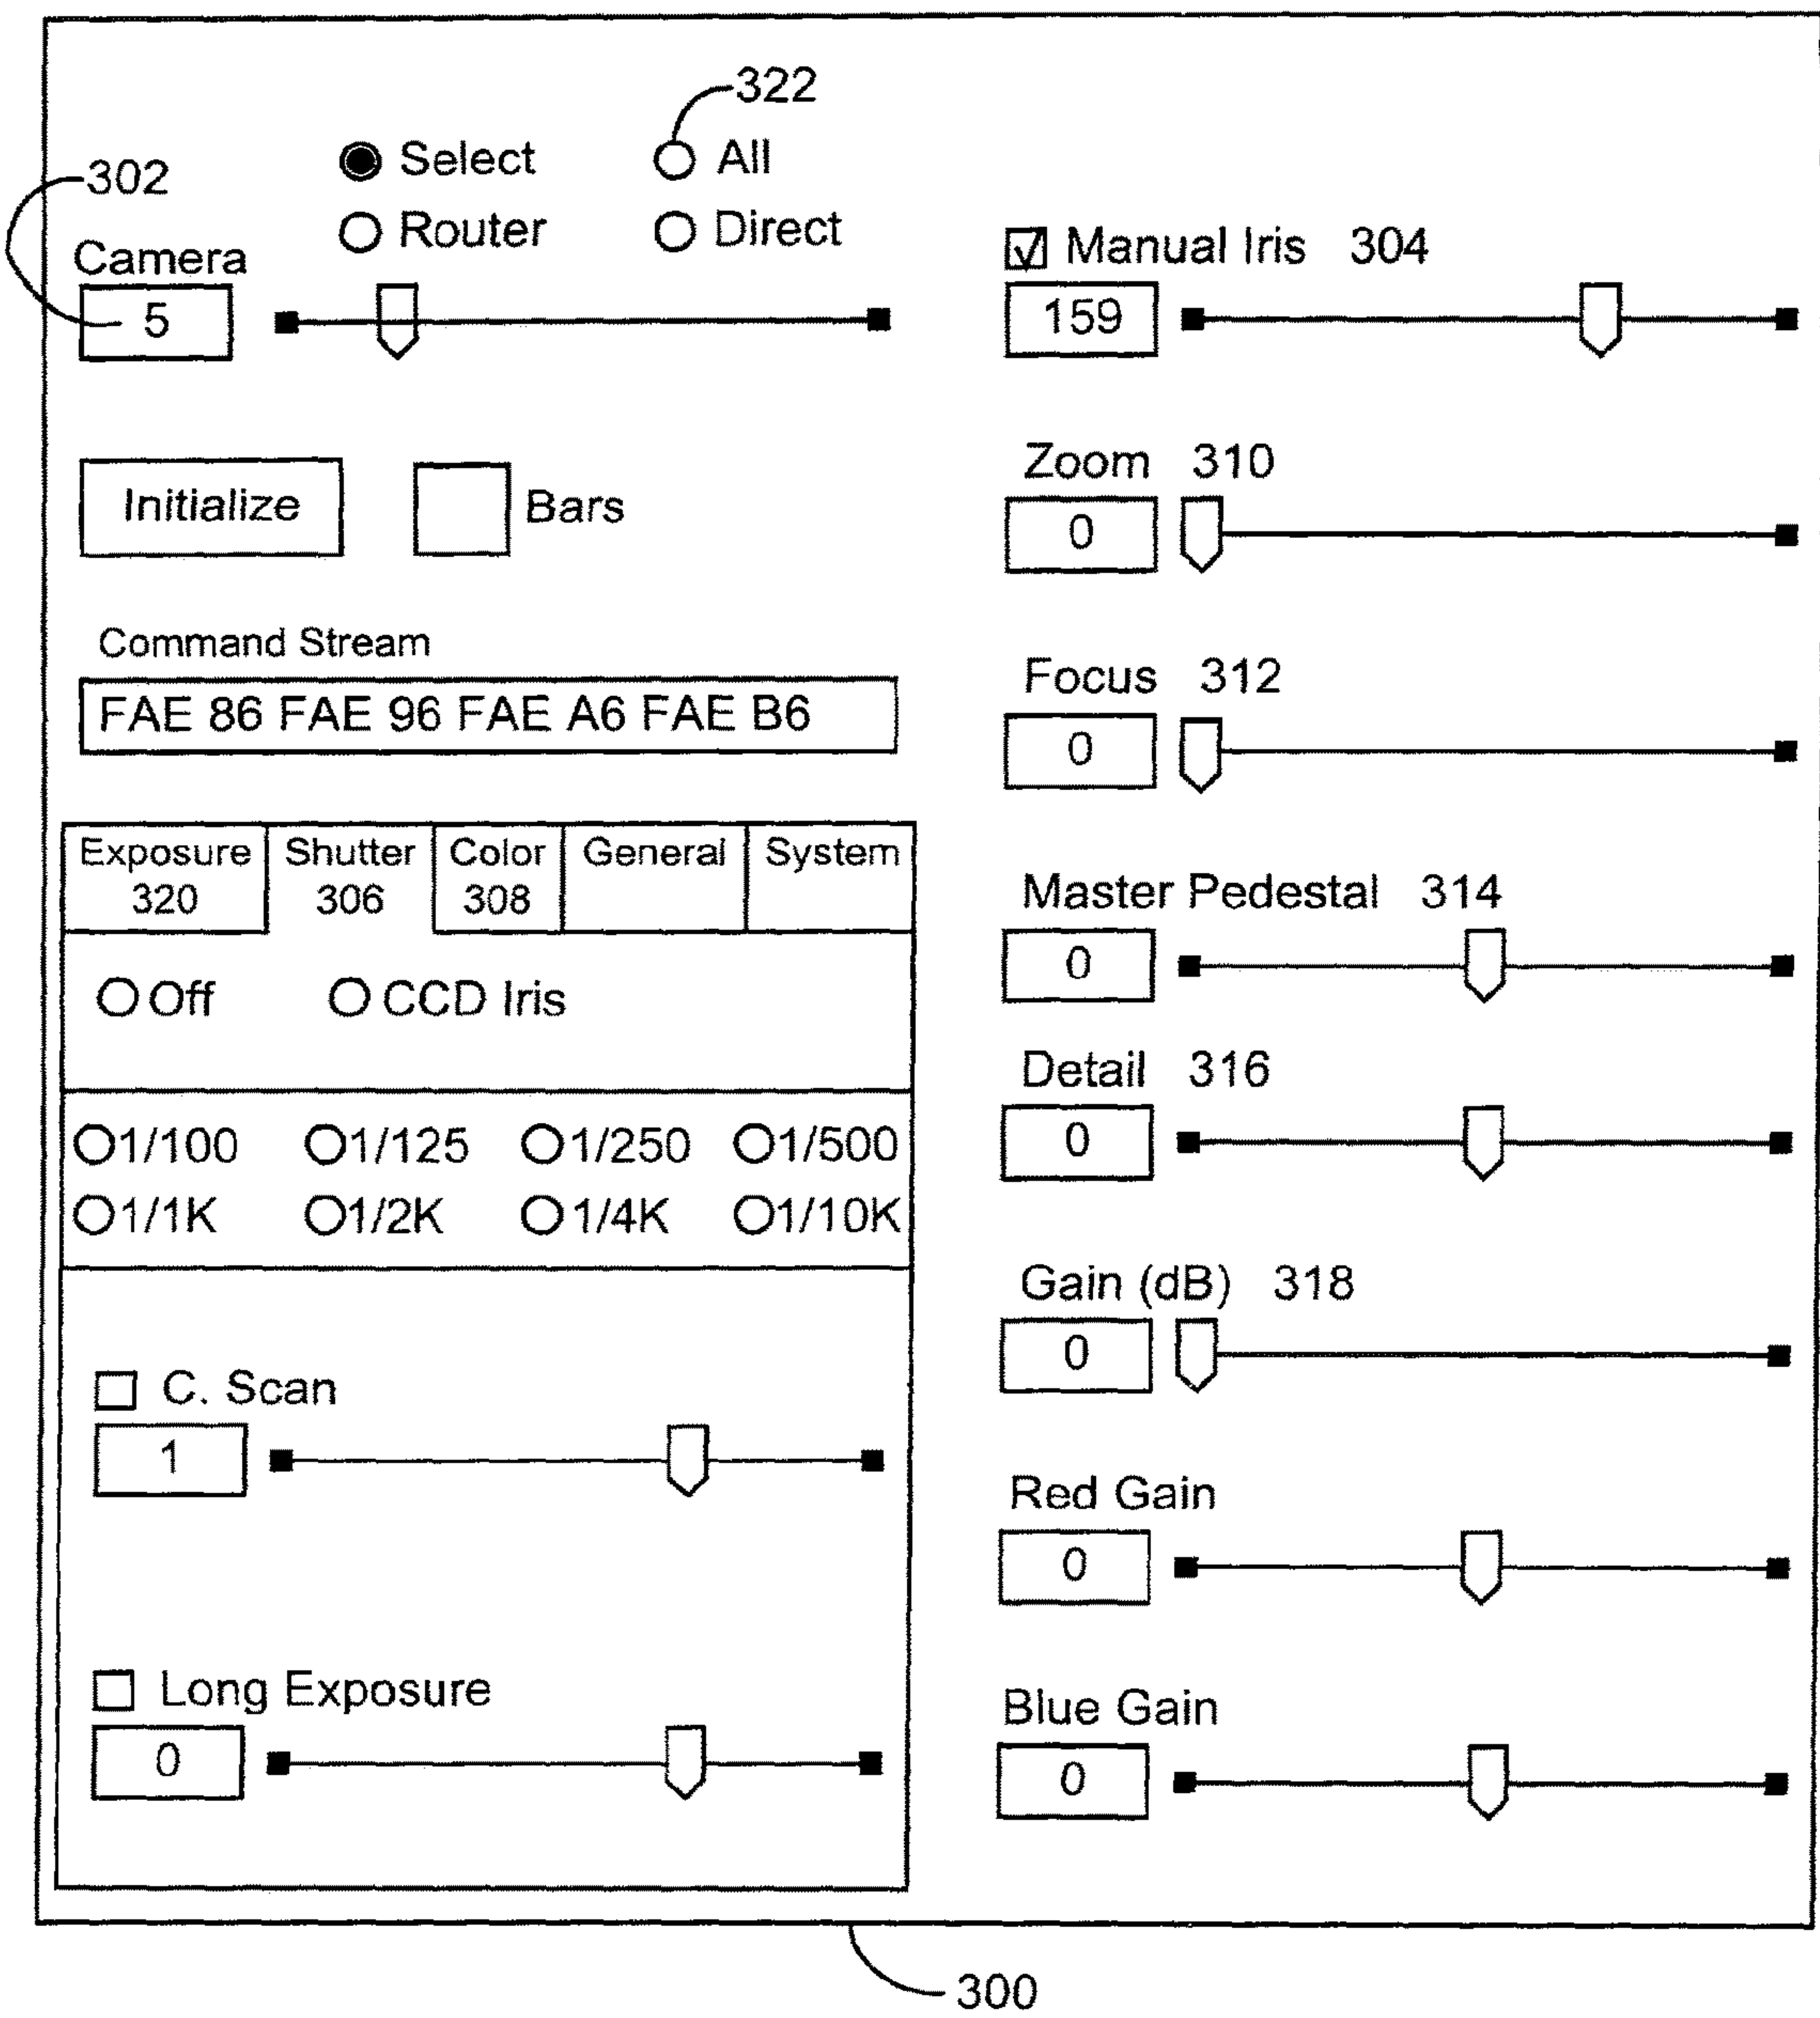 322
302
Select All
Router Direct
Camera
5
Initialize Bars
Command Stream
FAE 86 FAE 96 FAE A6 FAE B6
Exposure Shutter Color General System
320 306 308
Off CCD Iris
1/100 1/125 1/250 1/500
1/1K 1/2K 1/4K 1/10K
C. Scan
1
Long Exposure
0
Manual Iris 304
159
Zoom 310
0
Focus 312
0
Master Pedestal 314
0
Detail 316
0
Gain (dB) 318
0
Red Gain
0
Blue Gain
0
300